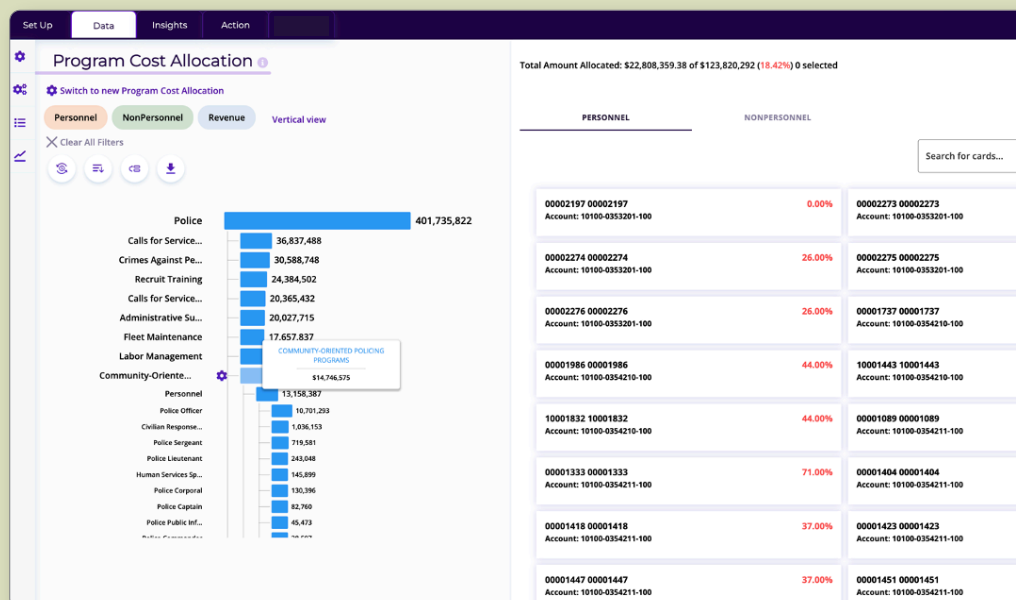 Set Up
Data
Insights
Action
Program Cost Allocation
Switch to new Program Cost Allocation
Personnel
NonPersonnel
Revenue
Vertical view
Clear All Filters
Police
401,735,822
Calls for Service...
36,837,488
Crimes Against Pe...
30,588,748
Recruit Training
24,384,502
Calls for Service...
20,365,432
Administrative Su...
20,027,715
Fleet Maintenance
17,657,837
Labor Management
Community-Oriente...
COMMUNITY-ORIENTED POLICING
PROGRAMS
$14,746,575
Personnel
13,158,387
Police Officer
10,701,293
Civilian Response...
1,036,153
Police Sergeant
719,581
Police Lieutenant
243,048
Human Services Sp...
145,899
Police Corporal
130,396
Police Captain
82,760
Police Public Inf...
45,473
Total Amount Allocated: $22,808,359.38 of $123,820,292 (18.42%) 0 selected
PERSONNEL
NONPERSONNEL
Search for cards...
00002197 00002197
0.00%
Account: 10100-0353201-100
00002273 00002273
Account: 10100-0353201-100
00002274 00002274
26.00%
Account: 10100-0353201-100
00002275 00002275
Account: 10100-0353201-100
00002276 00002276
26.00%
Account: 10100-0353201-100
00001737 00001737
Account: 10100-0354210-100
00001986 00001986
44.00%
Account: 10100-0354210-100
10001443 10001443
Account: 10100-0354210-100
10001832 10001832
44.00%
Account: 10100-0354210-100
00001089 00001089
Account: 10100-0354211-100
00001333 00001333
71.00%
Account: 10100-0354211-100
00001404 00001404
Account: 10100-0354211-100
00001418 00001418
37.00%
Account: 10100-0354211-100
00001423 00001423
Account: 10100-0354211-100
00001447 00001447
37.00%
Account: 10100-0354211-100
00001451 00001451
Account: 10100-0354211-100